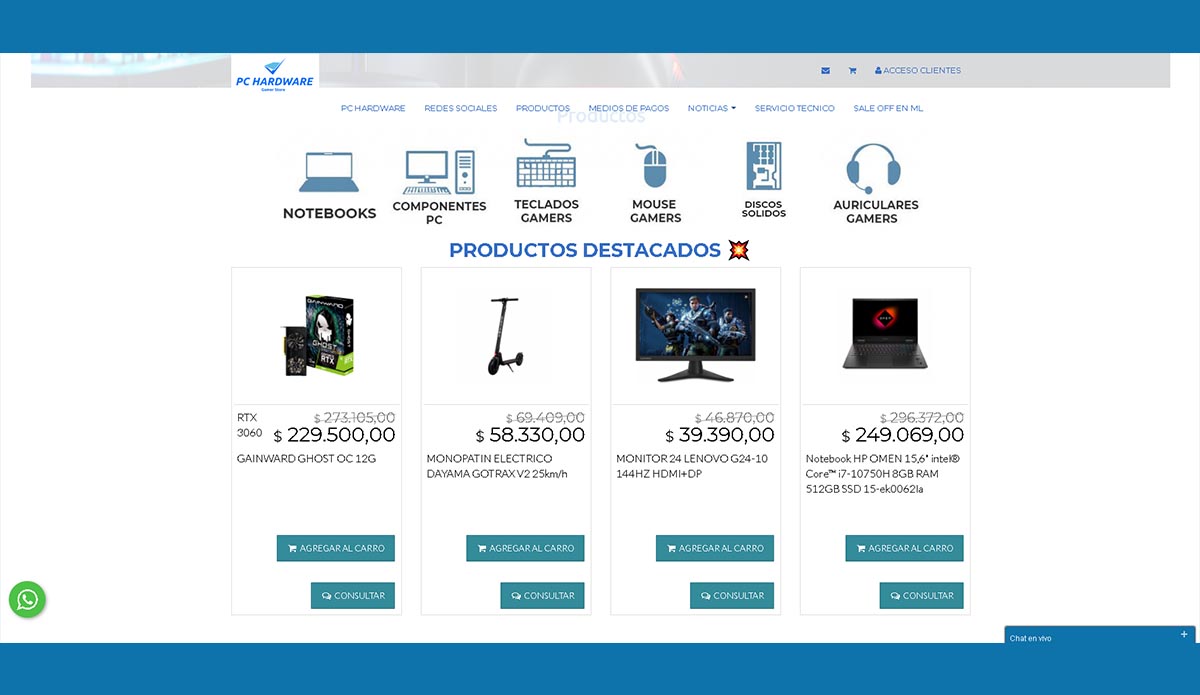 PC HARDWARE
Gamer Store
ACCESO CLIENTES
PC HARDWARE REDES SOCIALES PRODUCTOS MEDIOS DE PAGOS NOTICIAS SERVICIO TECNICO SALE OFF EN ML
Productos
NOTEBOOKS
COMPONENTES
PC
TECLADOS
GAMERS
MOUSE
GAMERS
DISCOS
SOLIDOS
AURICULARES
GAMERS
PRODUCTOS DESTACADOS 💥
GAINWARD
GHOST
RTX
RTX
3060
$ 273.105,00
$ 229.500,00
GAINWARD GHOST OC 12G
AGREGAR AL CARRO
CONSULTAR
$ 69.409,00
$ 58.330,00
MONOPATIN ELECTRICO
DAYAMA GOTRAX V2 25km/h
AGREGAR AL CARRO
CONSULTAR
$ 46.870,00
$ 39.390,00
MONITOR 24 LENOVO G24-10
144HZ HDMI+DP
AGREGAR AL CARRO
CONSULTAR
$ 296.372,00
$ 249.069,00
Notebook HP OMEN 15,6" intel®
Core™ i7-10750H 8GB RAM
512GB SSD 15-ek0062la
AGREGAR AL CARRO
CONSULTAR
Chat en vivo +